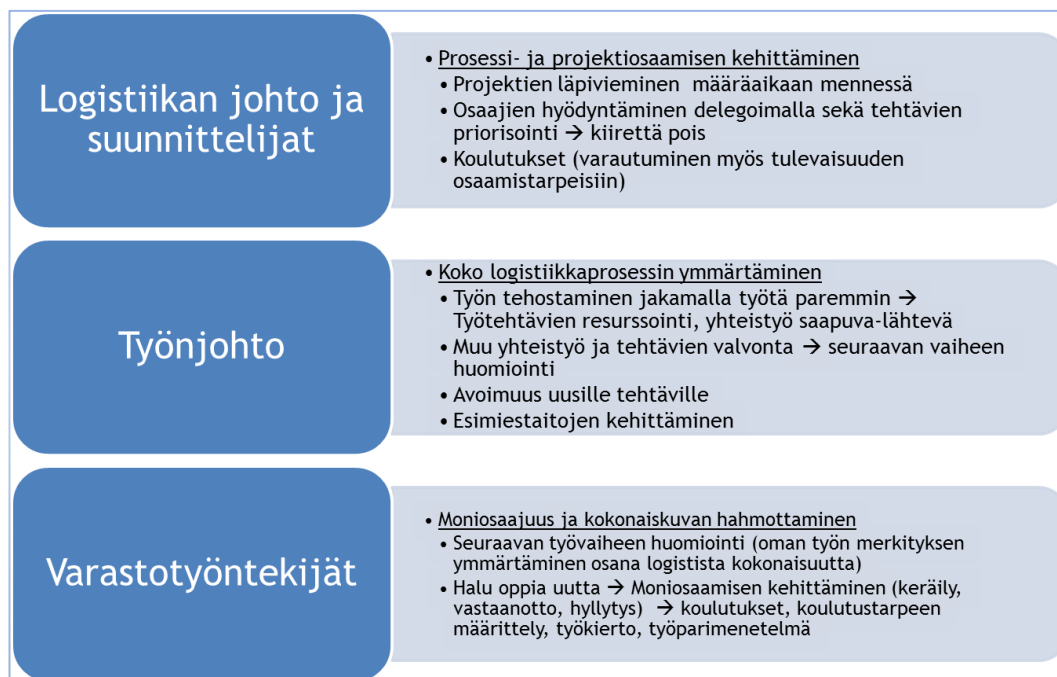 Logistiikan johto ja
suunnittelijat
• Prosessi- ja projektiosaamisen kehittäminen
• Projektien läpivieminen määräaikaan mennessä
• Osaajien hyödyntäminen delegoimalla sekä tehtävien
priorisointi → kiirettä pois
• Koulutukset (varautuminen myös tulevaisuuden
osaamistarpeisiin)
Työnjohto
• Koko logistiikkaprosessin ymmärtäminen
• Työn tehostaminen jakamalla työtä paremmin →
Työtehtävien resurssointi, yhteistyö saapuva-lähtevä
• Muu yhteistyö ja tehtävien valvonta → seuraavan vaiheen
huomiointi
• Avoimuus uusille tehtäville
• Esimiestaitojen kehittäminen
Varastotyöntekijät
• Moniosaajuus ja kokonaiskuvan hahmottaminen
• Seuraavan työvaiheen huomiointi (oman työn merkityksen
ymmärtäminen osana logistista kokonaisuutta)
• Halu oppia uutta → Moniosaamisen kehittäminen (keräily,
vastaanotto, hyllytys) → koulutukset, koulutustarpeen
määrittely, työkierto, työparimenetelmä